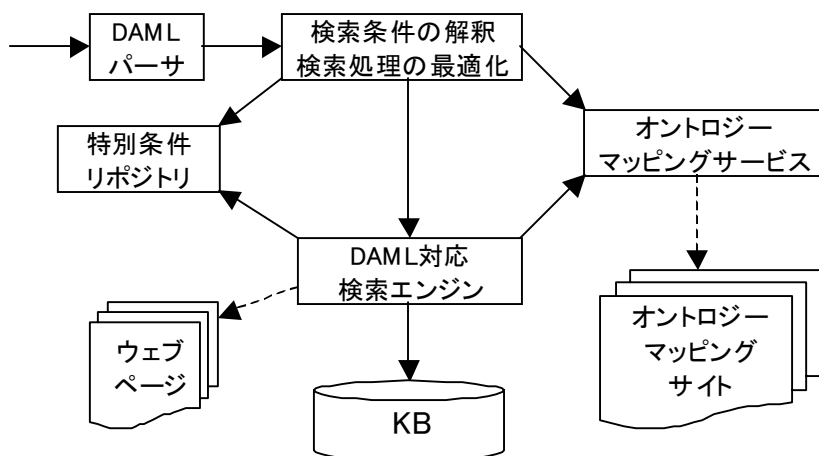 DAML
パーサ
検索条件の解釈
検索処理の最適化
特別条件
リポジトリ
オントロジー
マッピングサービス
DAML対応
検索エンジン
ウェブ
ページ
KB
オントロジー
マッピング
サイト